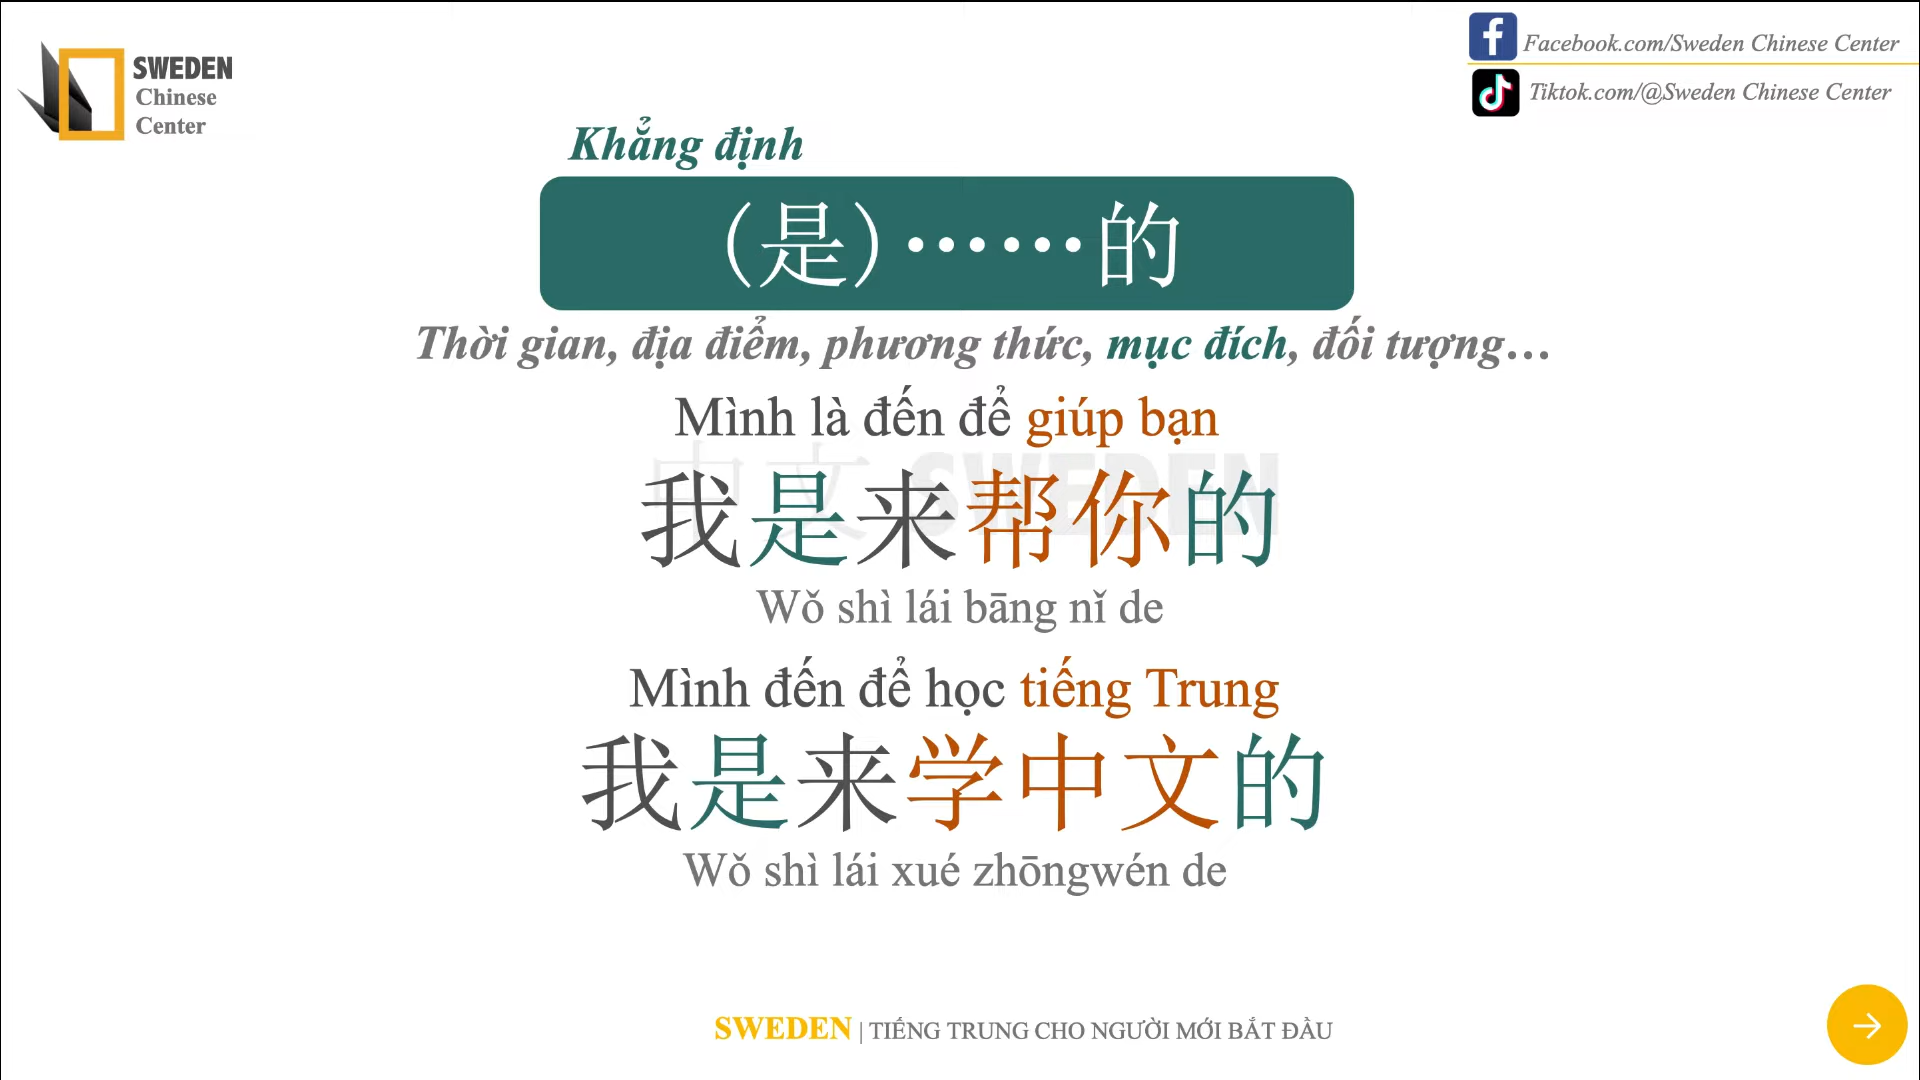 SWEDEN
Chinese
Center
Facebook.com/Sweden Chinese Center
Tiktok.com/@Sweden Chinese Center
Khẳng định
（是）······的
Thời gian, địa điểm, phương thức, mục đích, đối tượng…
Mình là đến để giúp bạn
中文 SWEDEN
我是来帮你的
Wǒ shì lái bāng nǐ de
Mình đến để học tiếng Trung
我是来学中文的
Wǒ shì lái xué zhōngwén de
SWEDEN | TIẾNG TRUNG CHO NGƯỜI MỚI BẮT ĐẦU